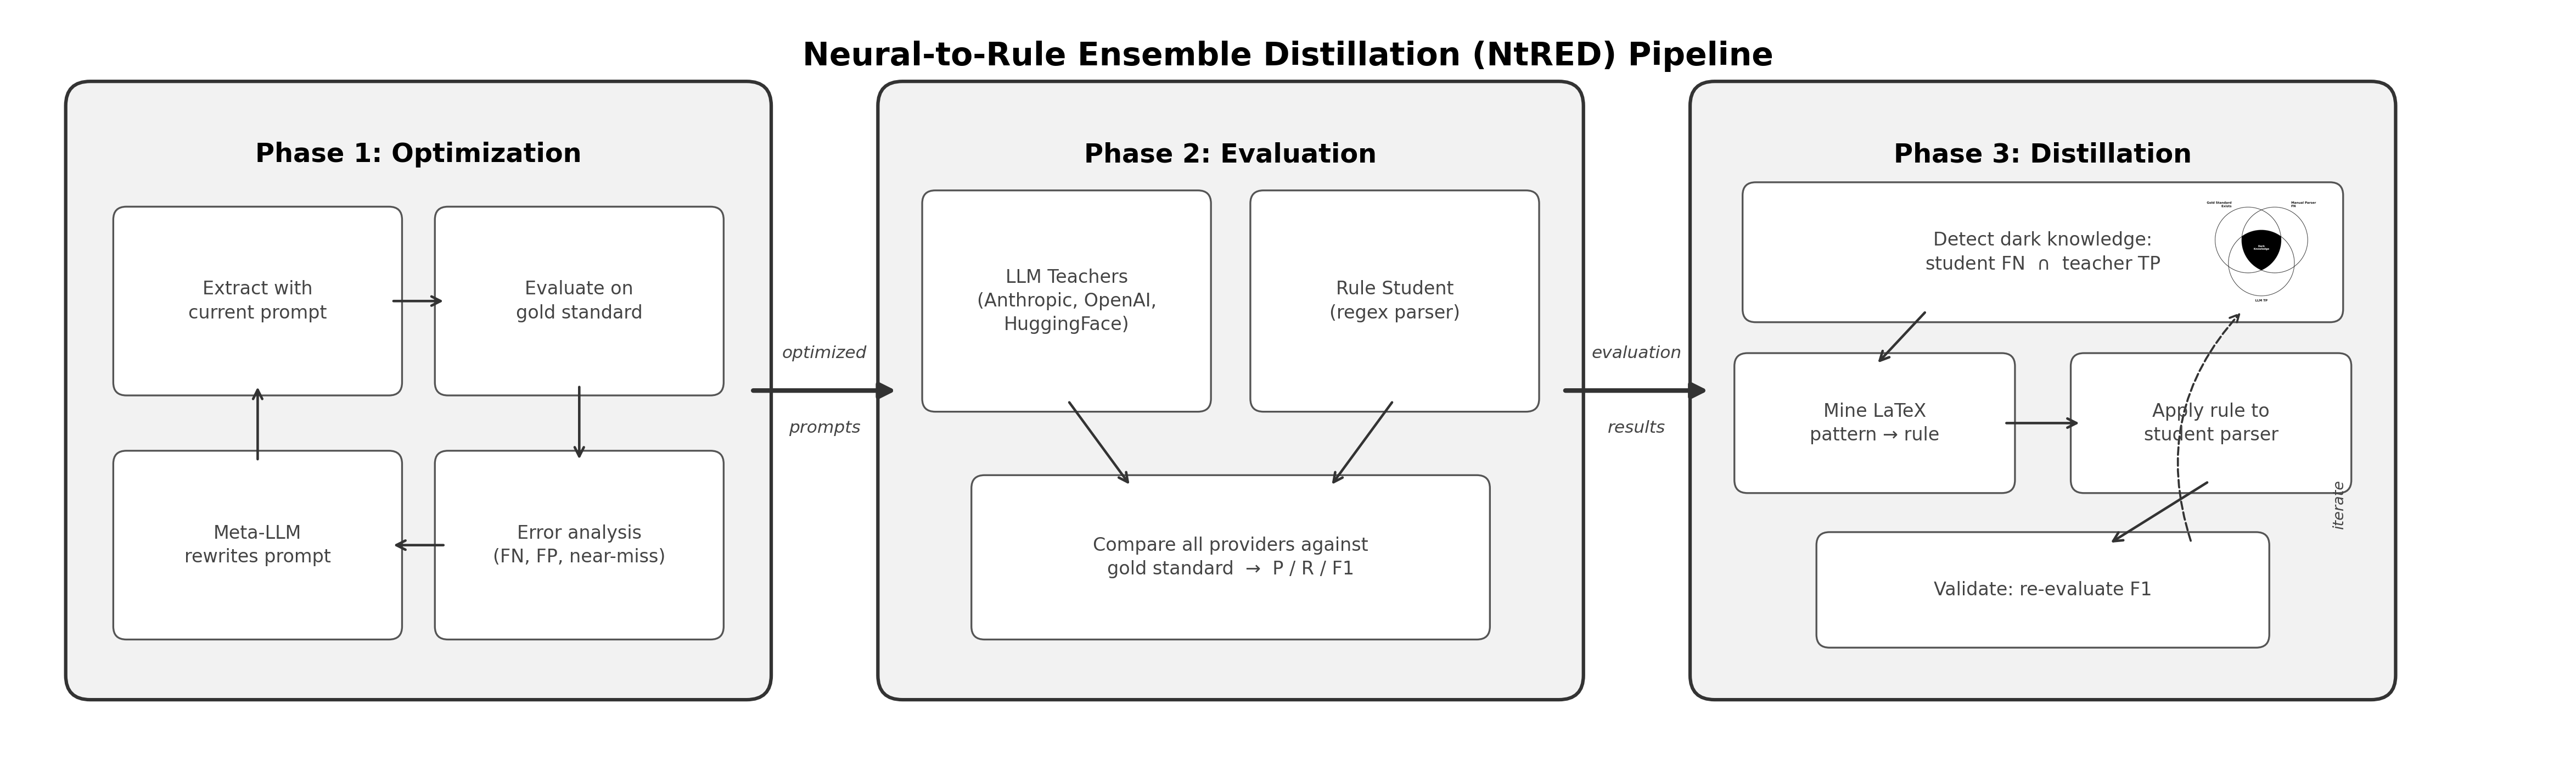 Neural-to-Rule Ensemble Distillation (NtRED) Pipeline
Phase 1: Optimization
Extract with
current prompt
Evaluate on
gold standard
Meta-LLM
rewrites prompt
Error analysis
(FN, FP, near-miss)
optimized
prompts
Phase 2: Evaluation
LLM Teachers
(Anthropic, OpenAI,
HuggingFace)
Rule Student
(regex parser)
Compare all providers against
gold standard → P / R / F1
evaluation
results
Phase 3: Distillation
Detect dark knowledge:
student FN ∩ teacher TP
Gold Standard
Exists
Manual Parser
FN
Dark
Knowledge
LLM TP
Mine LaTeX
pattern → rule
Apply rule to
student parser
iterate
Validate: re-evaluate F1